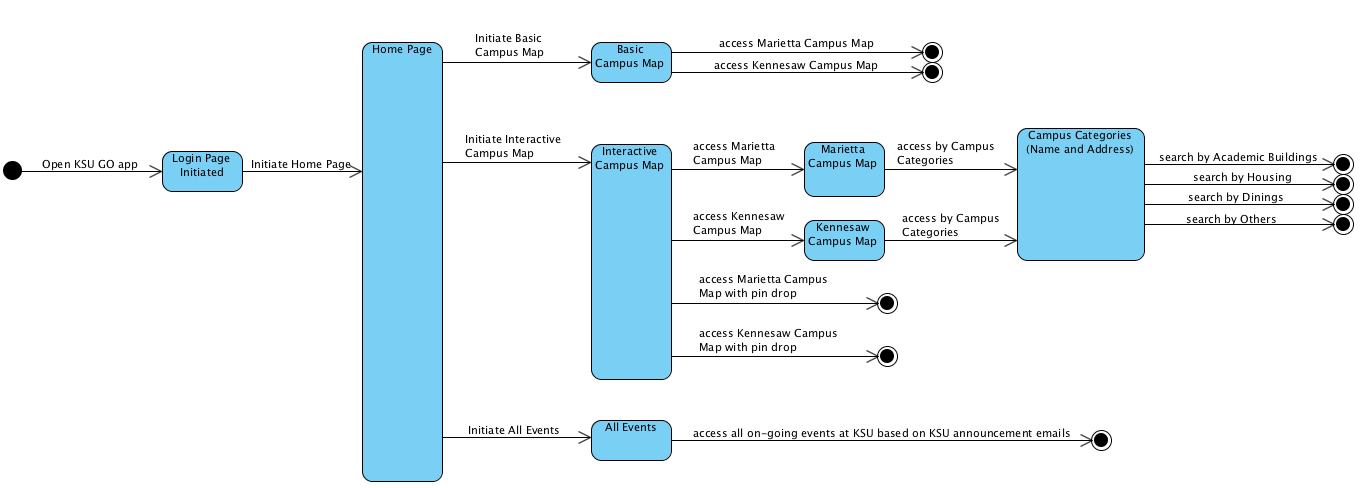 Open KSU GO app
Login Page
Initiated
Initiate Home Page
Home Page
Initiate Basic
Campus Map
Basic
Campus Map
access Marietta Campus Map
access Kennesaw Campus Map
Initiate Interactive
Campus Map
Interactive
Campus Map
access Marietta
Campus Map
Marietta
Campus Map
access by Campus
Categories
Campus Categories
(Name and Address)
search by Academic Buildings
search by Housing
search by Dinings
search by Others
access Kennesaw
Campus Map
Kennesaw
Campus Map
access by Campus
Categories
access Marietta Campus
Map with pin drop
access Kennesaw Campus
Map with pin drop
Initiate All Events
All Events
access all on-going events at KSU based on KSU announcement emails